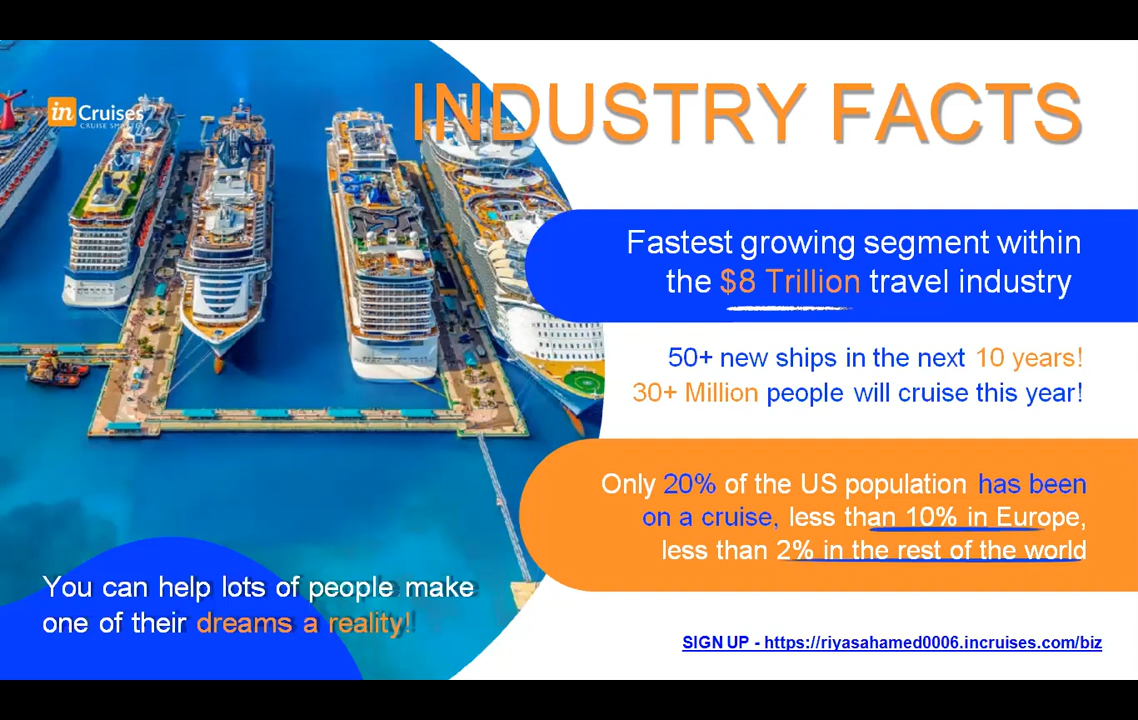 in Cruises
CRUISE SM
INDUSTRY FACTS
Fastest growing segment within
the $8 Trillion travel industry
50+ new ships in the next 10 years!
30+ Million people will cruise this year!
Only 20% of the US population has been
on a cruise, less than 10% in Europe,
less than 2% in the rest of the world
You can help lots of people make
one of their dreams a reality!
SIGN UP - https://riyasahamed0006.incruises.com/biz